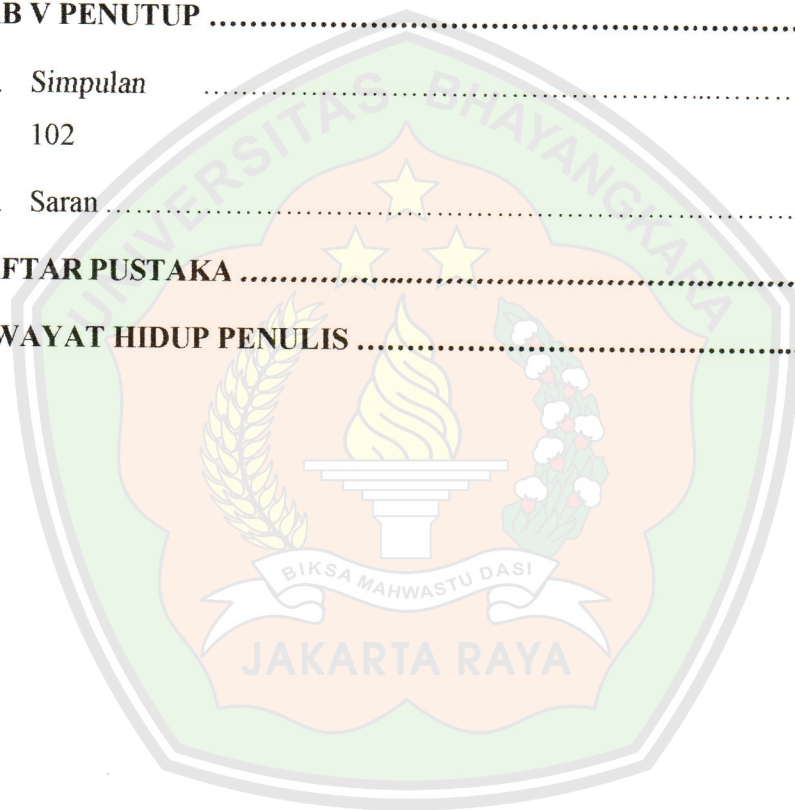 B V PENUTUP ..........................................................................
. Simpulan ..........................................................................
102
. Saran ..........................................................................
FTAR PUSTAKA ..........................................................................
WAYAT HIDUP PENULIS ..........................................................................
UNIVERSITAS BHAYANGKARA
BIKSA MAHWASTU DASI
JAKARTA RAYA